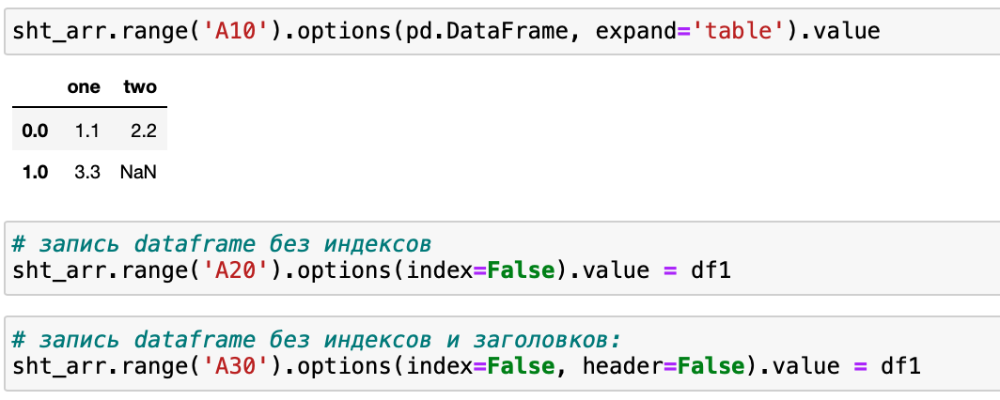 sht_arr.range('A10').options(pd.DataFrame, expand='table').value
one two
0.0 1.1 2.2
1.0 3.3 NaN
# запись dataframe без индексов
sht_arr.range('A20').options(index=False).value = df1
# запись dataframe без индексов и заголовков:
sht_arr.range('A30').options(index=False, header=False).value = df1